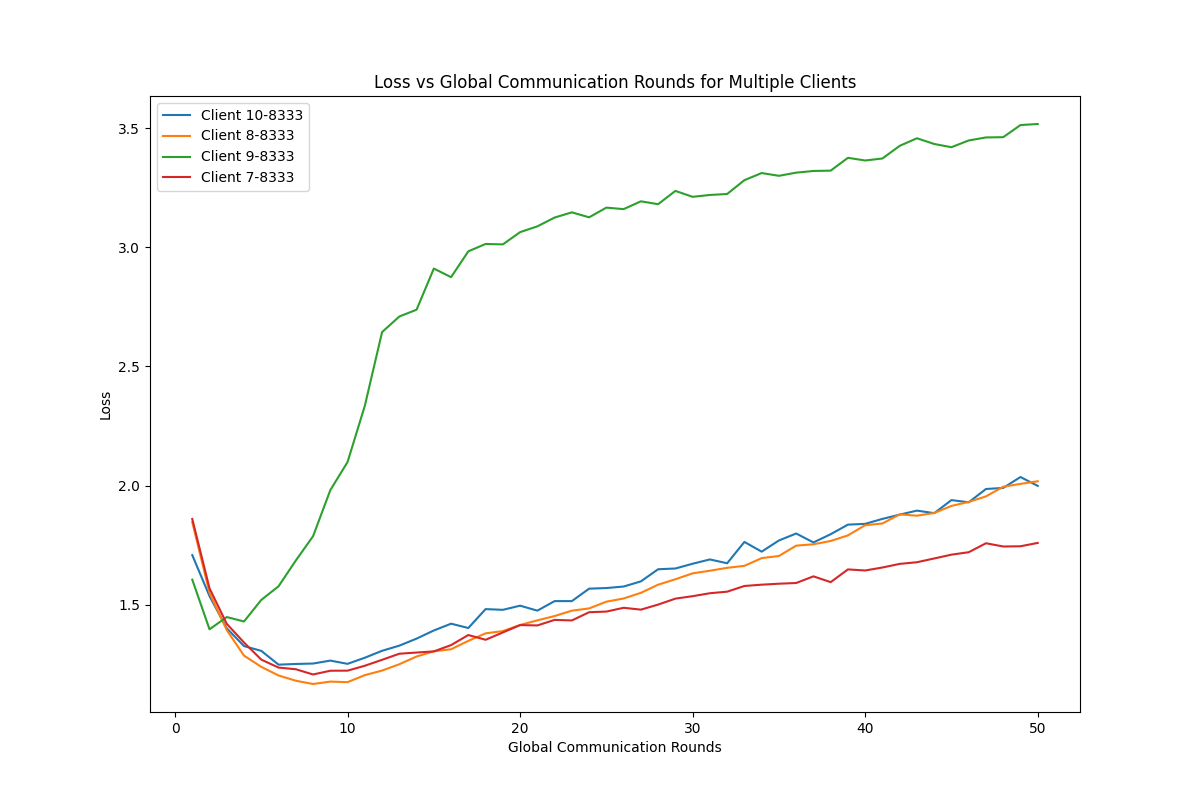 Loss vs Global Communication Rounds for Multiple Clients
Client 10-8333
Client 8-8333
Client 9-8333
Client 7-8333
3.5
3.0
2.5
2.0
1.5
Loss
0 10 20 30 40 50
Global Communication Rounds